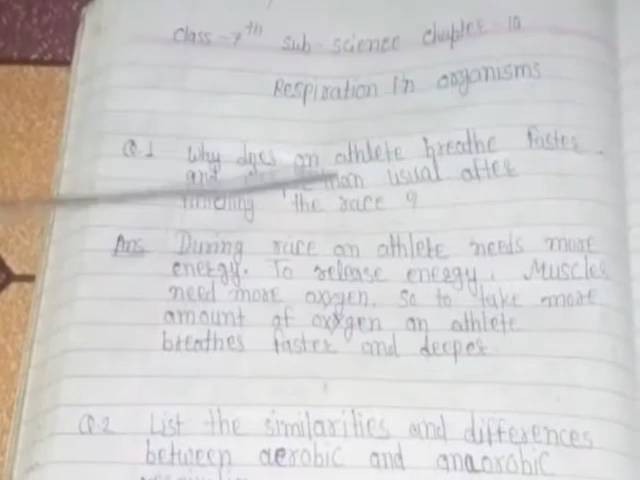 Class - 7th sub science chapter - 10
Respiration in organisms
Q.1 Why does an athlete breathe faster
and than usual after
the race ?
Ans During race an athlete needs more
energy. To release energy, Muscles
need more oxygen. So to take more
amount of oxygen an athlete
breathes faster and deeper
Q.2 List the similarities and differences
between aerobic and anaorobic